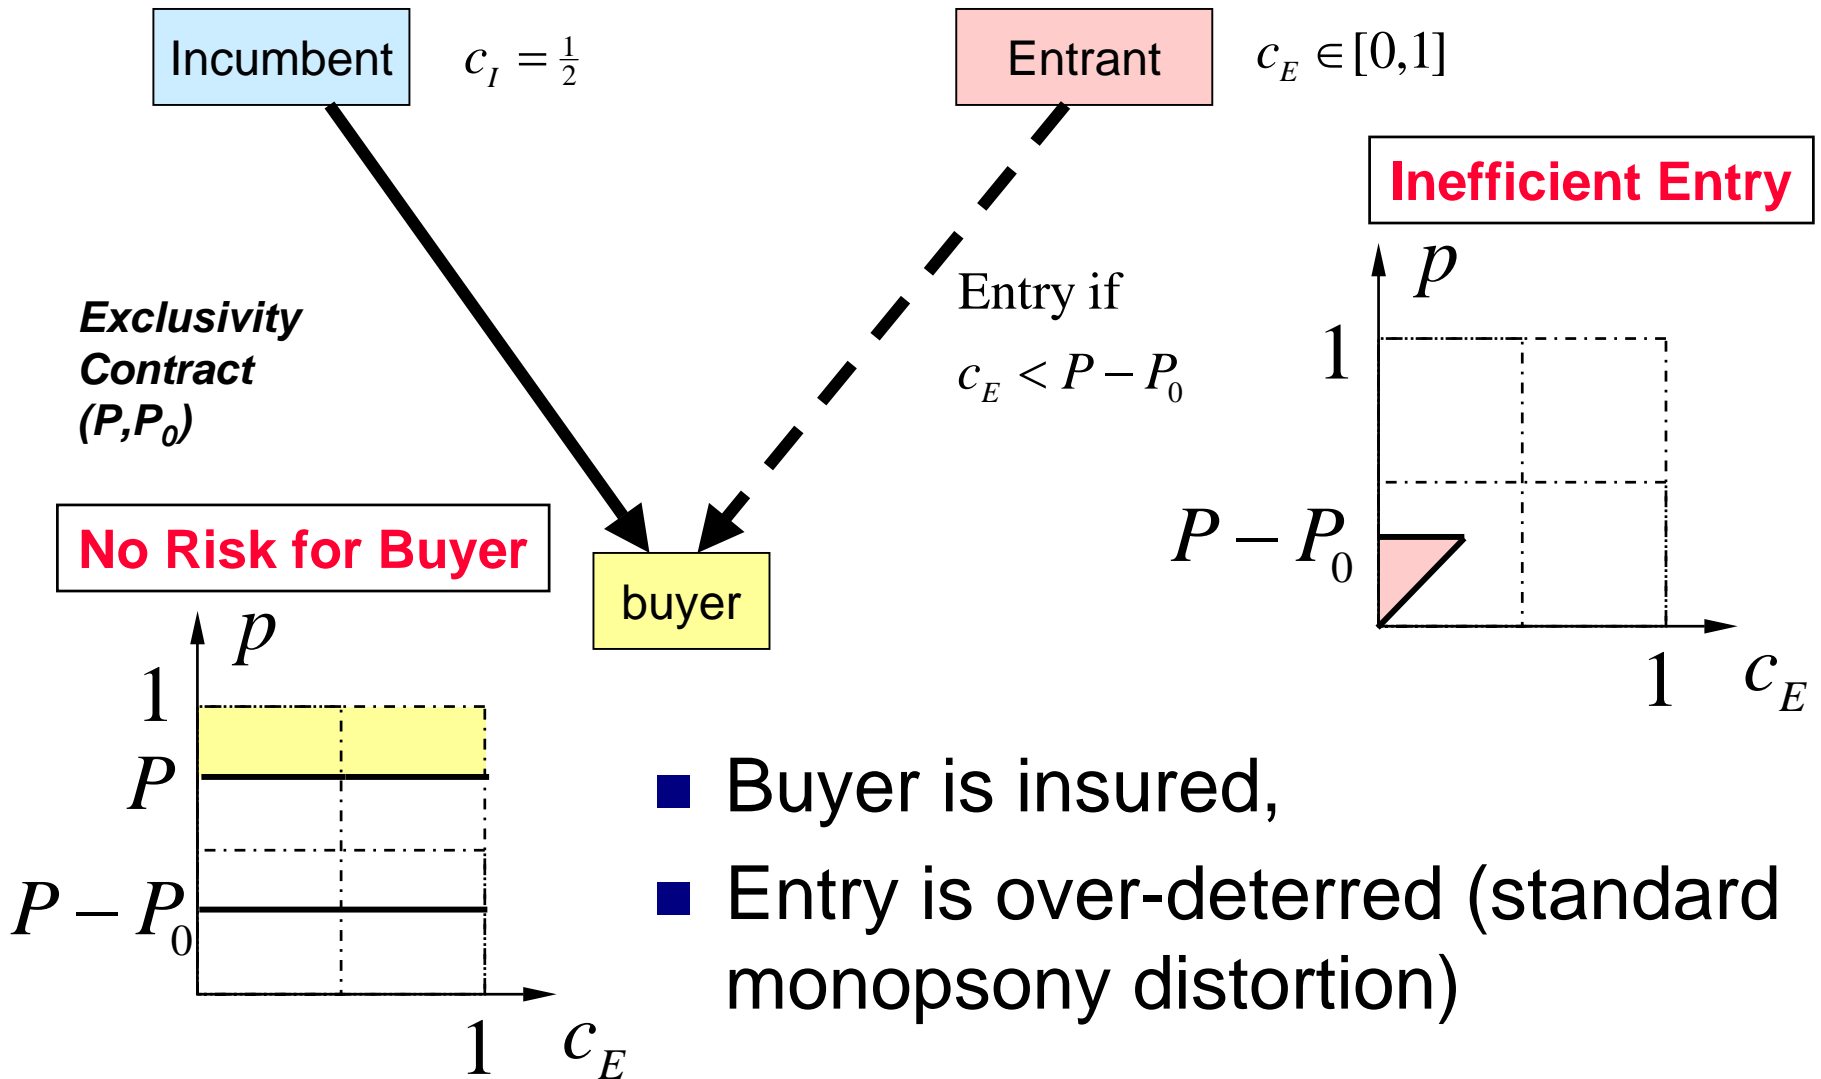 Incumbent
c_I = 1/2
Entrant
c_E ∈ [0,1]
Inefficient Entry
Exclusivity
Contract
(P,P_0)
Entry if
c_E < P − P_0
p
1
P − P_0
1
c_E
No Risk for Buyer
buyer
p
1
P
P − P_0
1
c_E
■ Buyer is insured,
■ Entry is over-deterred (standard
monopsony distortion)